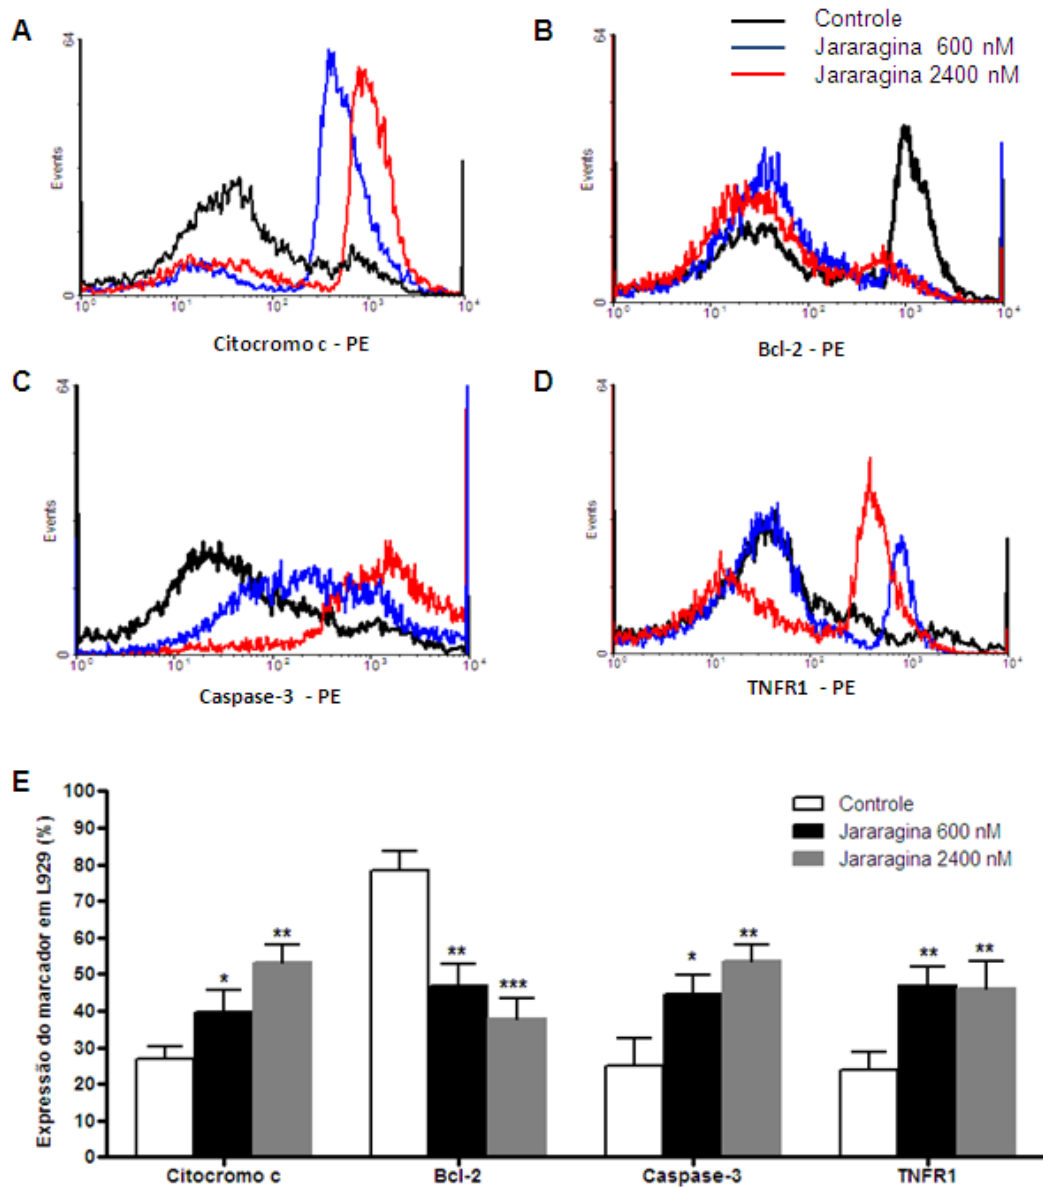 A
64
Events
0
10⁰
10¹
10²
10³
10⁴
Citocromo c - PE
B
Controle
Jararagina 600 nM
Jararagina 2400 nM
64
Events
0
10⁰
10¹
10²
10³
10⁴
Bcl-2 - PE
C
64
Events
0
10⁰
10¹
10²
10³
10⁴
Caspase-3 - PE
D
64
Events
0
10⁰
10¹
10²
10³
10⁴
TNFR1 - PE
E
Expressão do marcador em L929 (%)
100
90
80
70
60
50
40
30
20
10
0
Controle
Jararagina 600 nM
Jararagina 2400 nM
*
**
**
***
*
**
**
**
Citocromo c
Bcl-2
Caspase-3
TNFR1